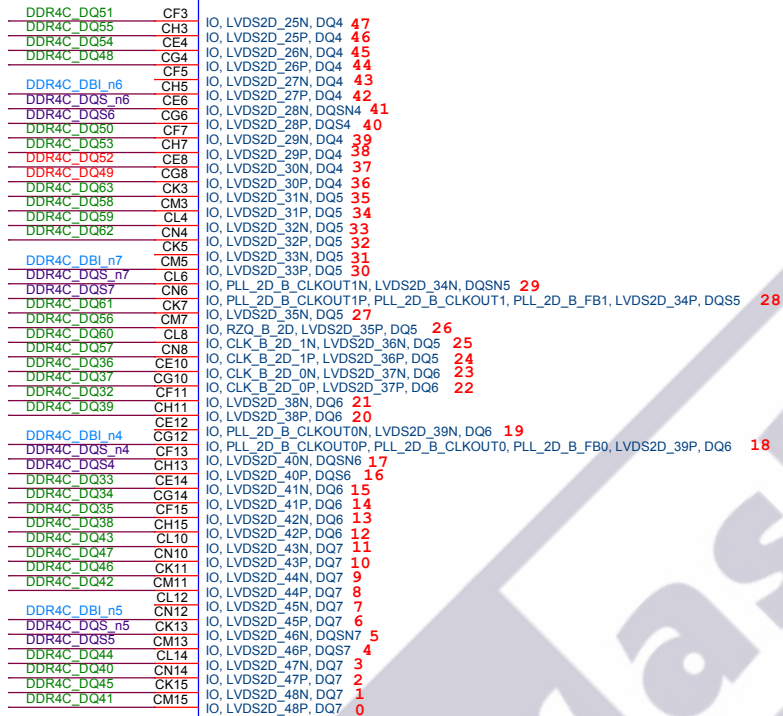 DDR4C_DQ51 CF3 IO, LVDS2D_25N, DQ4 47
DDR4C_DQ55 CH3 IO, LVDS2D_25P, DQ4 46
DDR4C_DQ54 CE4 IO, LVDS2D_26N, DQ4 45
DDR4C_DQ48 CG4 IO, LVDS2D_26P, DQ4 44
CF5 IO, LVDS2D_27N, DQ4 43
DDR4C_DBI_n6 CH5 IO, LVDS2D_27P, DQ4 42
DDR4C_DQS_n6 CE6 IO, LVDS2D_28N, DQSN4 41
DDR4C_DQS6 CG6 IO, LVDS2D_28P, DQS4 40
DDR4C_DQ50 CF7 IO, LVDS2D_29N, DQ4 39
DDR4C_DQ53 CH7 IO, LVDS2D_29P, DQ4 38
DDR4C_DQ52 CE8 IO, LVDS2D_30N, DQ4 37
DDR4C_DQ49 CG8 IO, LVDS2D_30P, DQ4 36
DDR4C_DQ63 CK3 IO, LVDS2D_31N, DQ5 35
DDR4C_DQ58 CM3 IO, LVDS2D_31P, DQ5 34
DDR4C_DQ59 CL4 IO, LVDS2D_32N, DQ5 33
DDR4C_DQ62 CN4 IO, LVDS2D_32P, DQ5 32
CK5 IO, LVDS2D_33N, DQ5 31
DDR4C_DBI_n7 CM5 IO, LVDS2D_33P, DQ5 30
DDR4C_DQS_n7 CL6 IO, PLL_2D_B_CLKOUT1N, LVDS2D_34N, DQSN5 29
DDR4C_DQS7 CN6 IO, PLL_2D_B_CLKOUT1P, PLL_2D_B_CLKOUT1, PLL_2D_B_FB1, LVDS2D_34P, DQS5 28
DDR4C_DQ61 CK7 IO, LVDS2D_35N, DQ5 27
DDR4C_DQ56 CM7 IO, RZQ_B_2D, LVDS2D_35P, DQ5 26
DDR4C_DQ60 CL8 IO, CLK_B_2D_1N, LVDS2D_36N, DQ5 25
DDR4C_DQ57 CN8 IO, CLK_B_2D_1P, LVDS2D_36P, DQ5 24
DDR4C_DQ36 CE10 IO, CLK_B_2D_0N, LVDS2D_37N, DQ6 23
DDR4C_DQ37 CG10 IO, CLK_B_2D_0P, LVDS2D_37P, DQ6 22
DDR4C_DQ32 CF11 IO, LVDS2D_38N, DQ6 21
DDR4C_DQ39 CH11 IO, LVDS2D_38P, DQ6 20
CE12 IO, PLL_2D_B_CLKOUT0N, LVDS2D_39N, DQ6 19
DDR4C_DBI_n4 CG12 IO, PLL_2D_B_CLKOUT0P, PLL_2D_B_CLKOUT0, PLL_2D_B_FB0, LVDS2D_39P, DQ6 18
DDR4C_DQS_n4 CF13 IO, LVDS2D_40N, DQSN6 17
DDR4C_DQS4 CH13 IO, LVDS2D_40P, DQS6 16
DDR4C_DQ33 CE14 IO, LVDS2D_41N, DQ6 15
DDR4C_DQ34 CG14 IO, LVDS2D_41P, DQ6 14
DDR4C_DQ35 CF15 IO, LVDS2D_42N, DQ6 13
DDR4C_DQ38 CH15 IO, LVDS2D_42P, DQ6 12
DDR4C_DQ43 CL10 IO, LVDS2D_43N, DQ7 11
DDR4C_DQ47 CN10 IO, LVDS2D_43P, DQ7 10
DDR4C_DQ46 CK11 IO, LVDS2D_44N, DQ7 9
DDR4C_DQ42 CM11 IO, LVDS2D_44P, DQ7 8
CL12 IO, LVDS2D_45N, DQ7 7
DDR4C_DBI_n5 CN12 IO, LVDS2D_45P, DQ7 6
DDR4C_DQS_n5 CK13 IO, LVDS2D_46N, DQSN7 5
DDR4C_DQS5 CM13 IO, LVDS2D_46P, DQS7 4
DDR4C_DQ44 CL14 IO, LVDS2D_47N, DQ7 3
DDR4C_DQ40 CN14 IO, LVDS2D_47P, DQ7 2
DDR4C_DQ45 CK15 IO, LVDS2D_48N, DQ7 1
DDR4C_DQ41 CM15 IO, LVDS2D_48P, DQ7 0